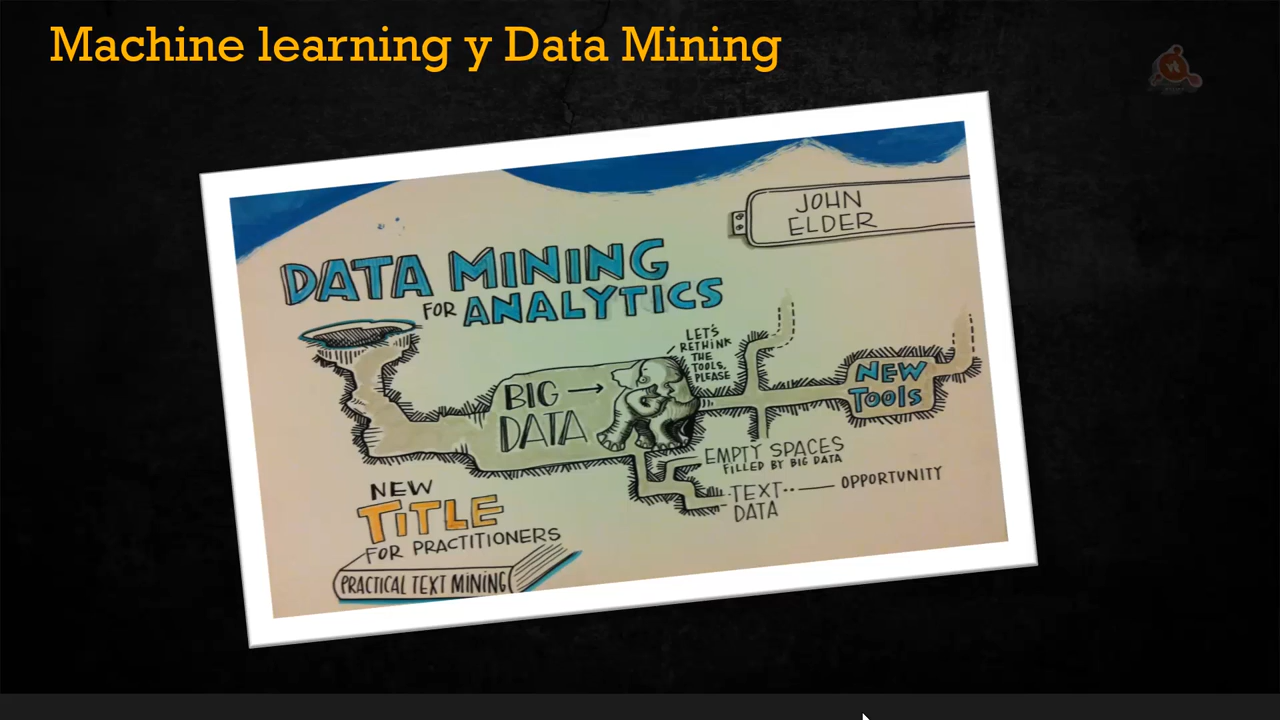 Machine learning y Data Mining
JOHN
ELDER
DATA MINING
FOR ANALYTICS
LET'S
RETHINK
THE
TOOLS,
PLEASE
BIG
DATA
NEW
TOOLS
EMPTY SPACES
FILLED BY BIG DATA
TEXT
DATA
OPPORTUNITY
NEW
TITLE
FOR PRACTITIONERS
PRACTICAL TEXT MINING